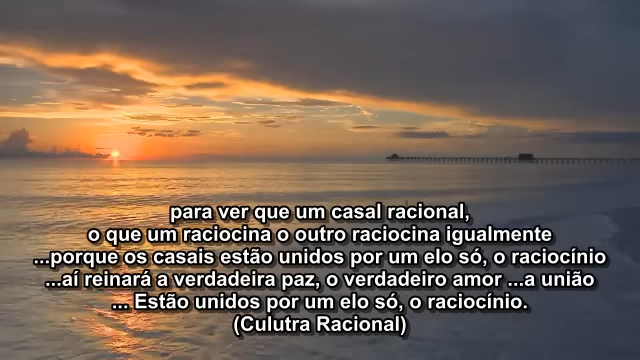 para ver que um casal racional,
o que um raciocina o outro raciocina igualmente
...porque os casais estão unidos por um elo só, o raciocínio
...aí reinará a verdadeira paz, o verdadeiro amor ...a união
... Estão unidos por um elo só, o raciocínio.
(Culutra Racional)